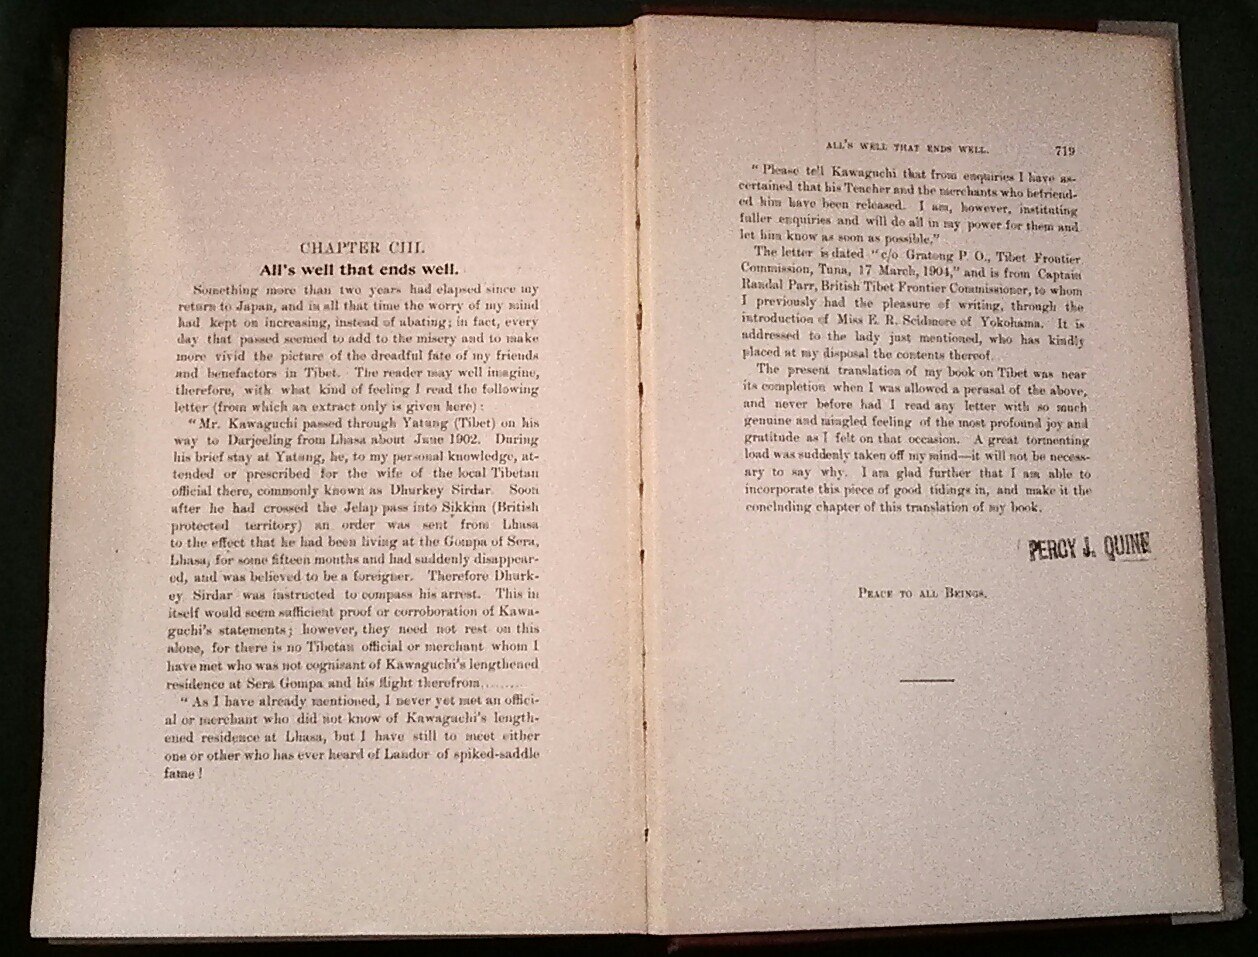 CHAPTER CIII.
All's well that ends well.
Something more than two years had elapsed since my
return to Japan, and in all that time the worry of my mind
had kept on increasing, instead of abating; in fact, every
day that passed seemed to add to the misery and to make
more vivid the picture of the dreadful fate of my friends
and benefactors in Tibet. The reader may well imagine,
therefore, with what kind of feeling I read the following
letter (from which an extract only is given here):
"Mr. Kawaguchi passed through Yatung (Tibet) on his
way to Darjeeling from Lhasa about June 1902. During
his brief stay at Yatung, he, to my personal knowledge, at-
tended or prescribed for the wife of the local Tibetan
official there, commonly known as Dhurkey Sirdar. Soon
after he had crossed the Jelap pass into Sikkim (British
protected territory) an order was sent from Lhasa
to the effect that he had been living at the Gompa of Sera,
Lhasa, for some fifteen months and had suddenly disappear-
ed, and was believed to be a foreigner. Therefore Dhurk-
ey Sirdar was instructed to compass his arrest. This in
itself would seem sufficient proof or corroboration of Kawa-
guchi's statements; however, they need not rest on this
alone, for there is no Tibetan official or merchant whom I
have met who was not cognisant of Kawaguchi's lengthened
residence at Sera Gompa and his flight therefrom.........
"As I have already mentioned, I never yet met an offici-
al or merchant who did not know of Kawaguchi's length-
ened residence at Lhasa, but I have still to meet either
one or other who has ever heard of Landor of spiked-saddle
fame!
ALL'S WELL THAT ENDS WELL. 719
"Please tell Kawaguchi that from enquiries I have as-
certained that his Teacher and the merchants who befriend-
ed him have been released. I am, however, instituting
fuller enquiries and will do all in my power for them and
let him know as soon as possible."
The letter is dated "c/o Gratong P O., Tibet Frontier
Commission, Tuna, 17 March, 1904," and is from Captain
Randal Parr, British Tibet Frontier Commissioner, to whom
I previously had the pleasure of writing, through the
introduction of Miss E. R. Scidmore of Yokohama. It is
addressed to the lady just mentioned, who has kindly
placed at my disposal the contents thereof.
The present translation of my book on Tibet was near
its completion when I was allowed a perusal of the above,
and never before had I read any letter with so much
genuine and mingled feeling of the most profound joy and
gratitude as I felt on that occasion. A great tormenting
load was suddenly taken off my mind—it will not be necess-
ary to say why. I am glad further that I am able to
incorporate this piece of good tidings in, and make it the
concluding chapter of this translation of my book.
PERCY J. QUINE
PEACE TO ALL BEINGS.